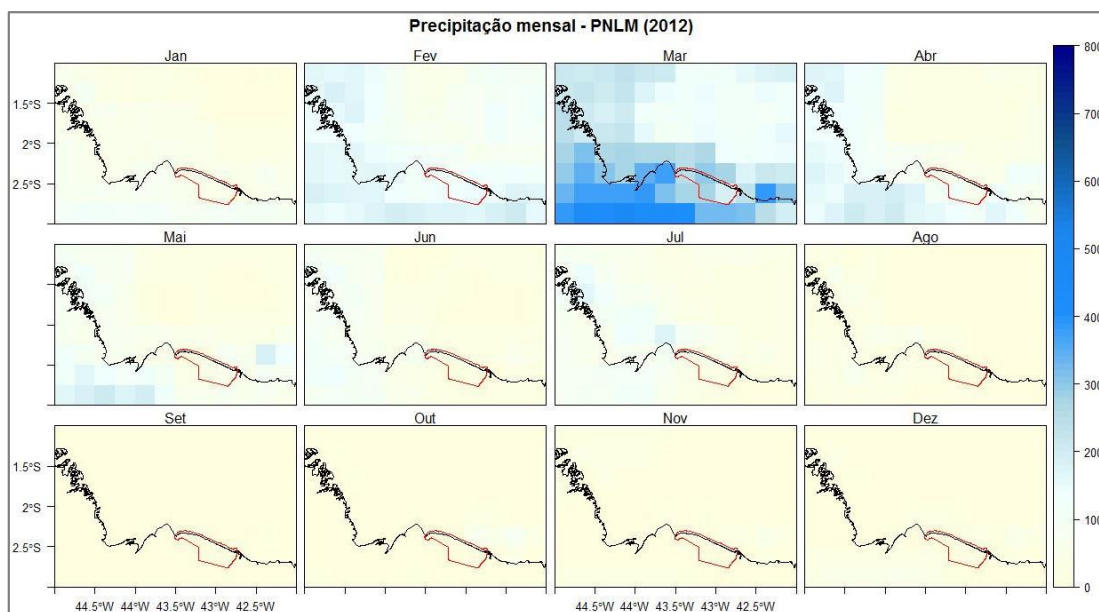 Precipitação mensal - PNLM (2012)
Jan Fev Mar Abr
800
700
600
500
400
300
200
100
0
1.5°S
2°S
2.5°S
Mai Jun Jul Ago
Set Out Nov Dez
1.5°S
2°S
2.5°S
44.5°W 44°W 43.5°W 43°W 42.5°W 44.5°W 44°W 43.5°W 43°W 42.5°W